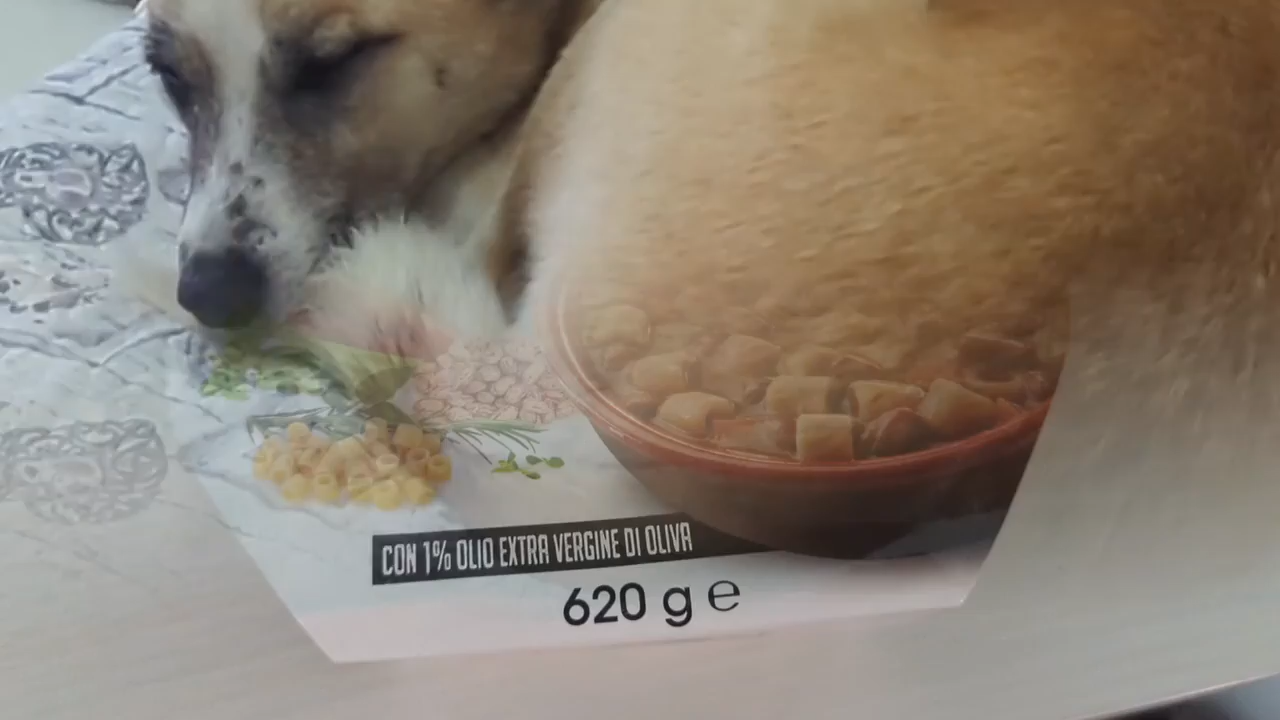 CON 1% OLIO EXTRA VERGINE DI OLIVA
620 g ℮